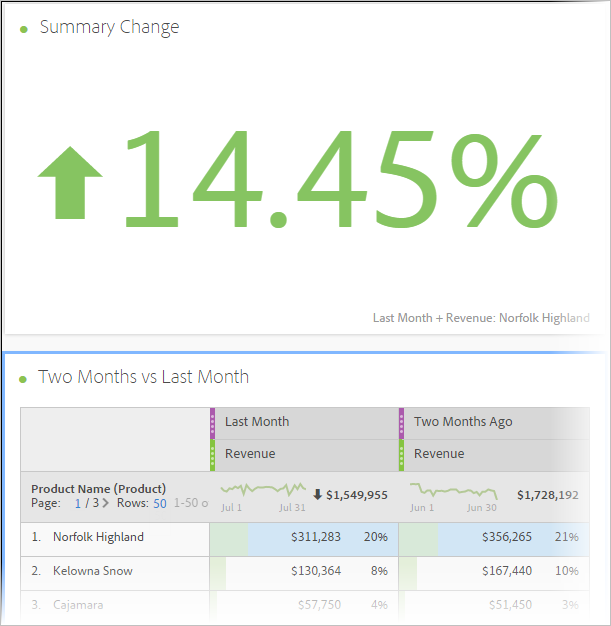 Summary Change
14.45%
Last Month + Revenue: Norfolk Highland
Two Months vs Last Month
Last Month Two Months Ago
Revenue Revenue
Product Name (Product)
Page: 1 / 3 > Rows: 50 1-50 o
Jul 1 Jul 31 $1,549,955 Jun 1 Jun 30 $1,728,192
1. Norfolk Highland $311,283 20% $356,265 21%
2. Kelowna Snow $130,364 8% $167,440 10%
3. Cajamara $57,750 4% $51,450 3%